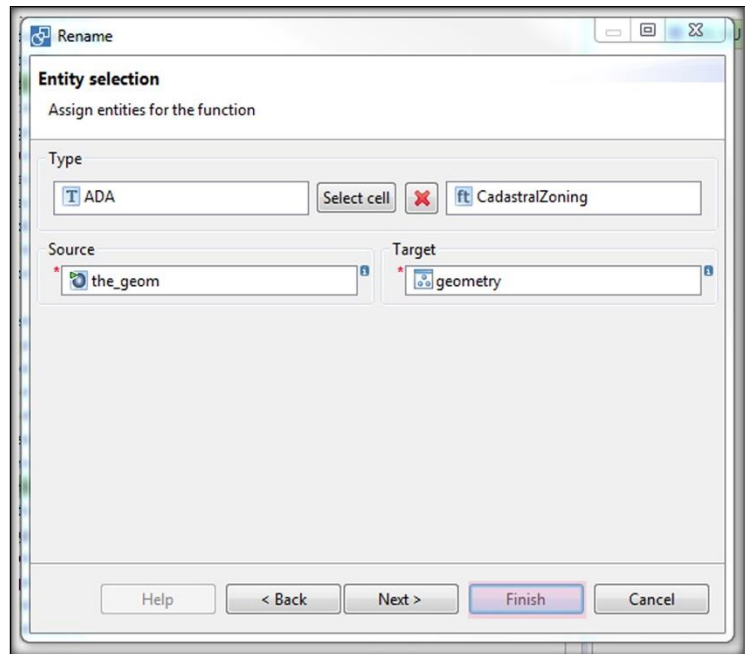 Rename
Entity selection
Assign entities for the function
Type
T ADA
Select cell
ft CadastralZoning
Source
Target
* the_geom
* geometry
Help
< Back
Next >
Finish
Cancel